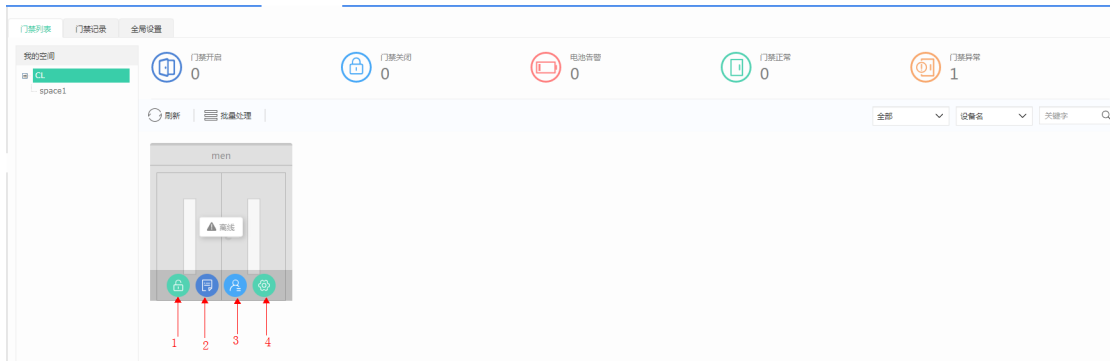 门禁列表 门禁记录 全局设置
我的空间
CL
space1
门禁开启
0
门禁关闭
0
电池告警
0
门禁正常
0
门禁异常
1
刷新 批量处理 全部 设备名 关键字
men
离线
1 2 3 4